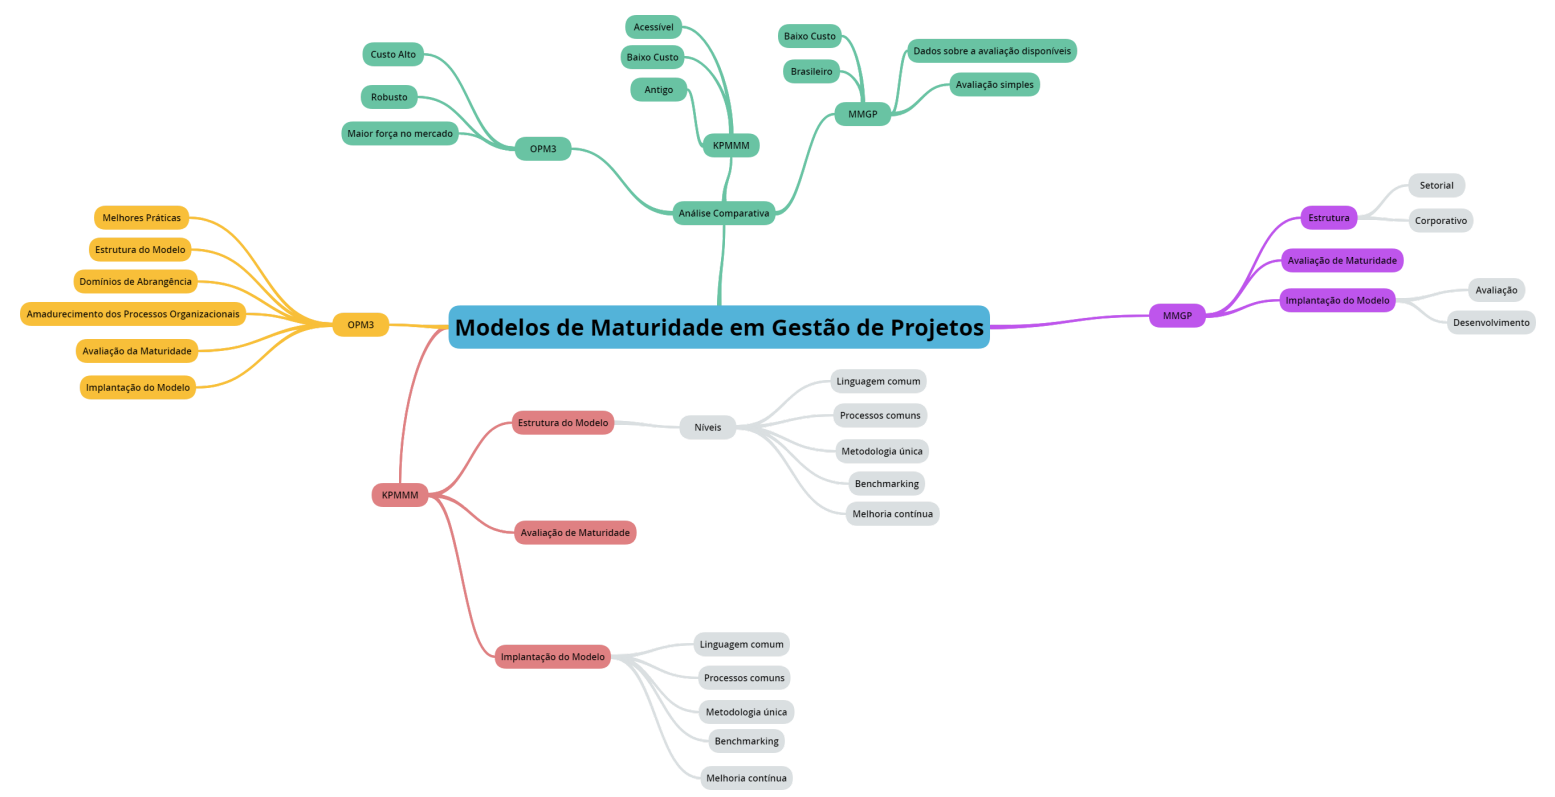 Modelos de Maturidade em Gestão de Projetos
Análise Comparativa
OPM3
Custo Alto
Robusto
Maior força no mercado
KPMMM
Acessível
Baixo Custo
Antigo
MMGP
Baixo Custo
Brasileiro
Dados sobre a avaliação disponíveis
Avaliação simples
OPM3
Melhores Práticas
Estrutura do Modelo
Domínios de Abrangência
Amadurecimento dos Processos Organizacionais
Avaliação da Maturidade
Implantação do Modelo
MMGP
Estrutura
Setorial
Corporativo
Avaliação de Maturidade
Implantação do Modelo
Avaliação
Desenvolvimento
KPMMM
Estrutura do Modelo
Níveis
Linguagem comum
Processos comuns
Metodologia única
Benchmarking
Melhoria contínua
Avaliação de Maturidade
Implantação do Modelo
Linguagem comum
Processos comuns
Metodologia única
Benchmarking
Melhoria contínua